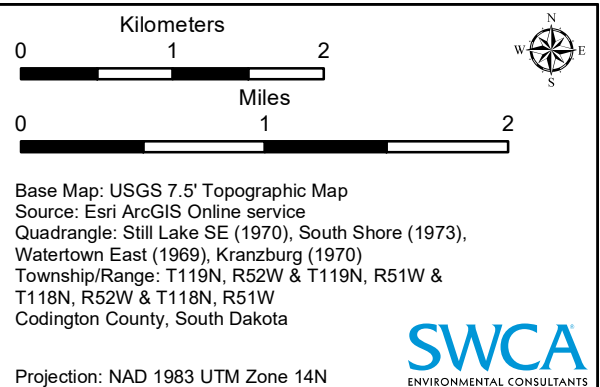 Kilometers
0 1 2
Miles
0 1 2
N
W E
S
Base Map: USGS 7.5' Topographic Map
Source: Esri ArcGIS Online service
Quadrangle: Still Lake SE (1970), South Shore (1973),
Watertown East (1969), Kranzburg (1970)
Township/Range: T119N, R52W & T119N, R51W &
T118N, R52W & T118N, R51W
Codington County, South Dakota
Projection: NAD 1983 UTM Zone 14N
SWCA
ENVIRONMENTAL CONSULTANTS